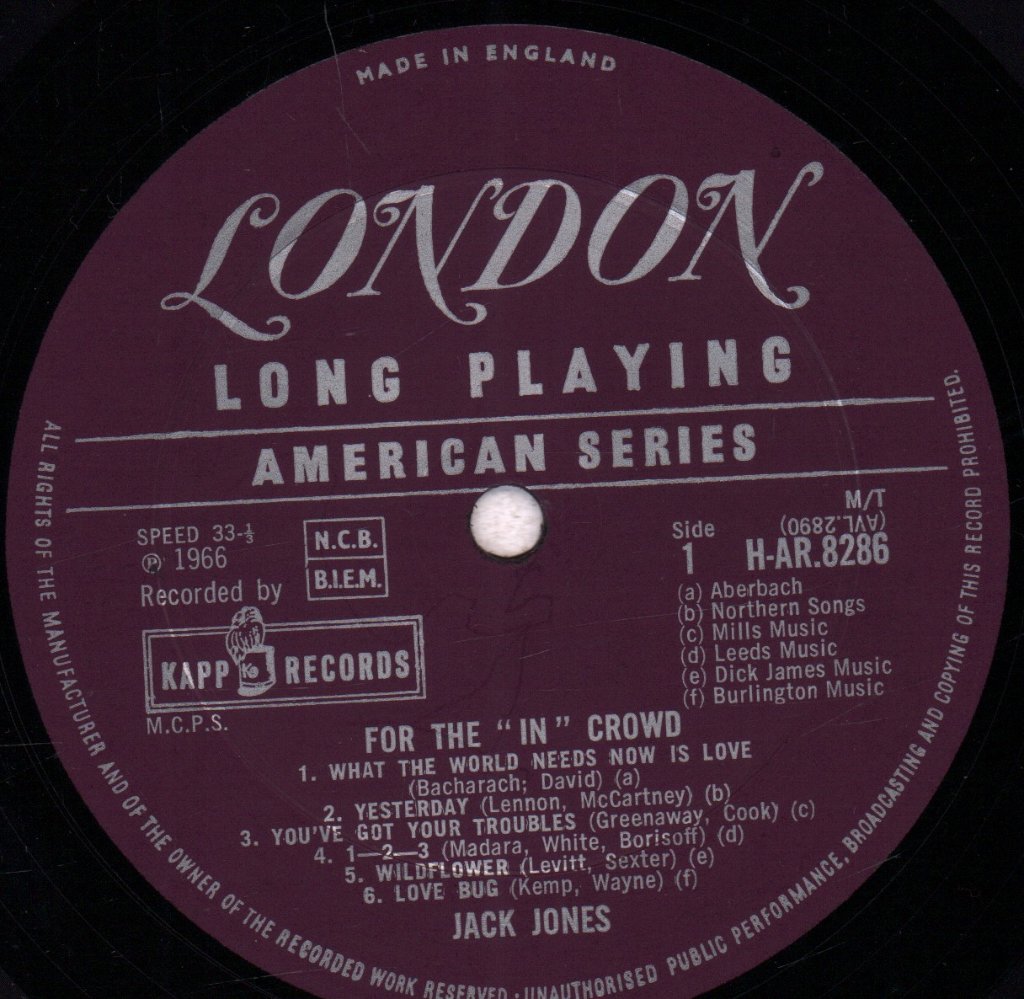 MADE IN ENGLAND
LONDON
LONG PLAYING
AMERICAN SERIES
SPEED 33-⅓
℗ 1966
Recorded by
N.C.B.
B.I.E.M.
KAPP RECORDS
M.C.P.S.
M/T
(AVL.2890)
Side
1 H-AR.8286
(a) Aberbach
(b) Northern Songs
(c) Mills Music
(d) Leeds Music
(e) Dick James Music
(f) Burlington Music
FOR THE "IN" CROWD
1. WHAT THE WORLD NEEDS NOW IS LOVE
(Bacharach; David) (a)
2. YESTERDAY (Lennon, McCartney) (b)
3. YOU'VE GOT YOUR TROUBLES (Greenaway, Cook) (c)
4. 1—2—3 (Madara, White, Borisoff) (d)
5. WILDFLOWER (Levitt, Sexter) (e)
6. LOVE BUG (Kemp, Wayne) (f)
JACK JONES
ALL RIGHTS OF THE MANUFACTURER AND OF THE OWNER OF THE RECORDED WORK RESERVED · UNAUTHORISED PUBLIC PERFORMANCE, BROADCASTING AND COPYING OF THIS RECORD PROHIBITED.